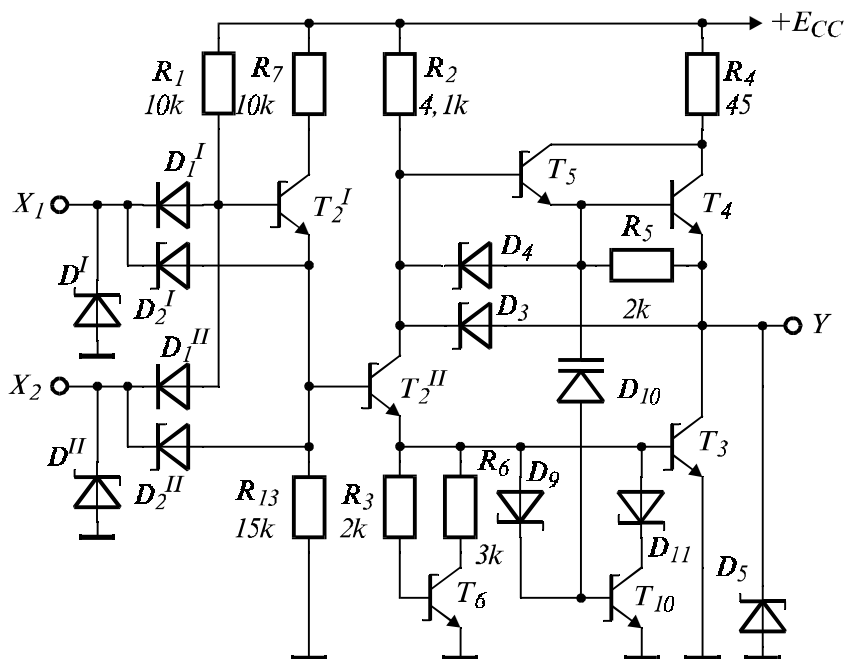 +E_CC
R_1
10k
R_7
10k
R_2
4,1k
R_4
45
D_1^I
X_1
T_2^I
T_5
T_4
D^I
D_2^I
D_4
R_5
2k
D_3
Y
D_1^II
X_2
T_2^II
D_10
D^II
D_2^II
R_13
15k
R_3
2k
R_6
3k
D_9
T_3
D_11
T_6
T_10
D_5